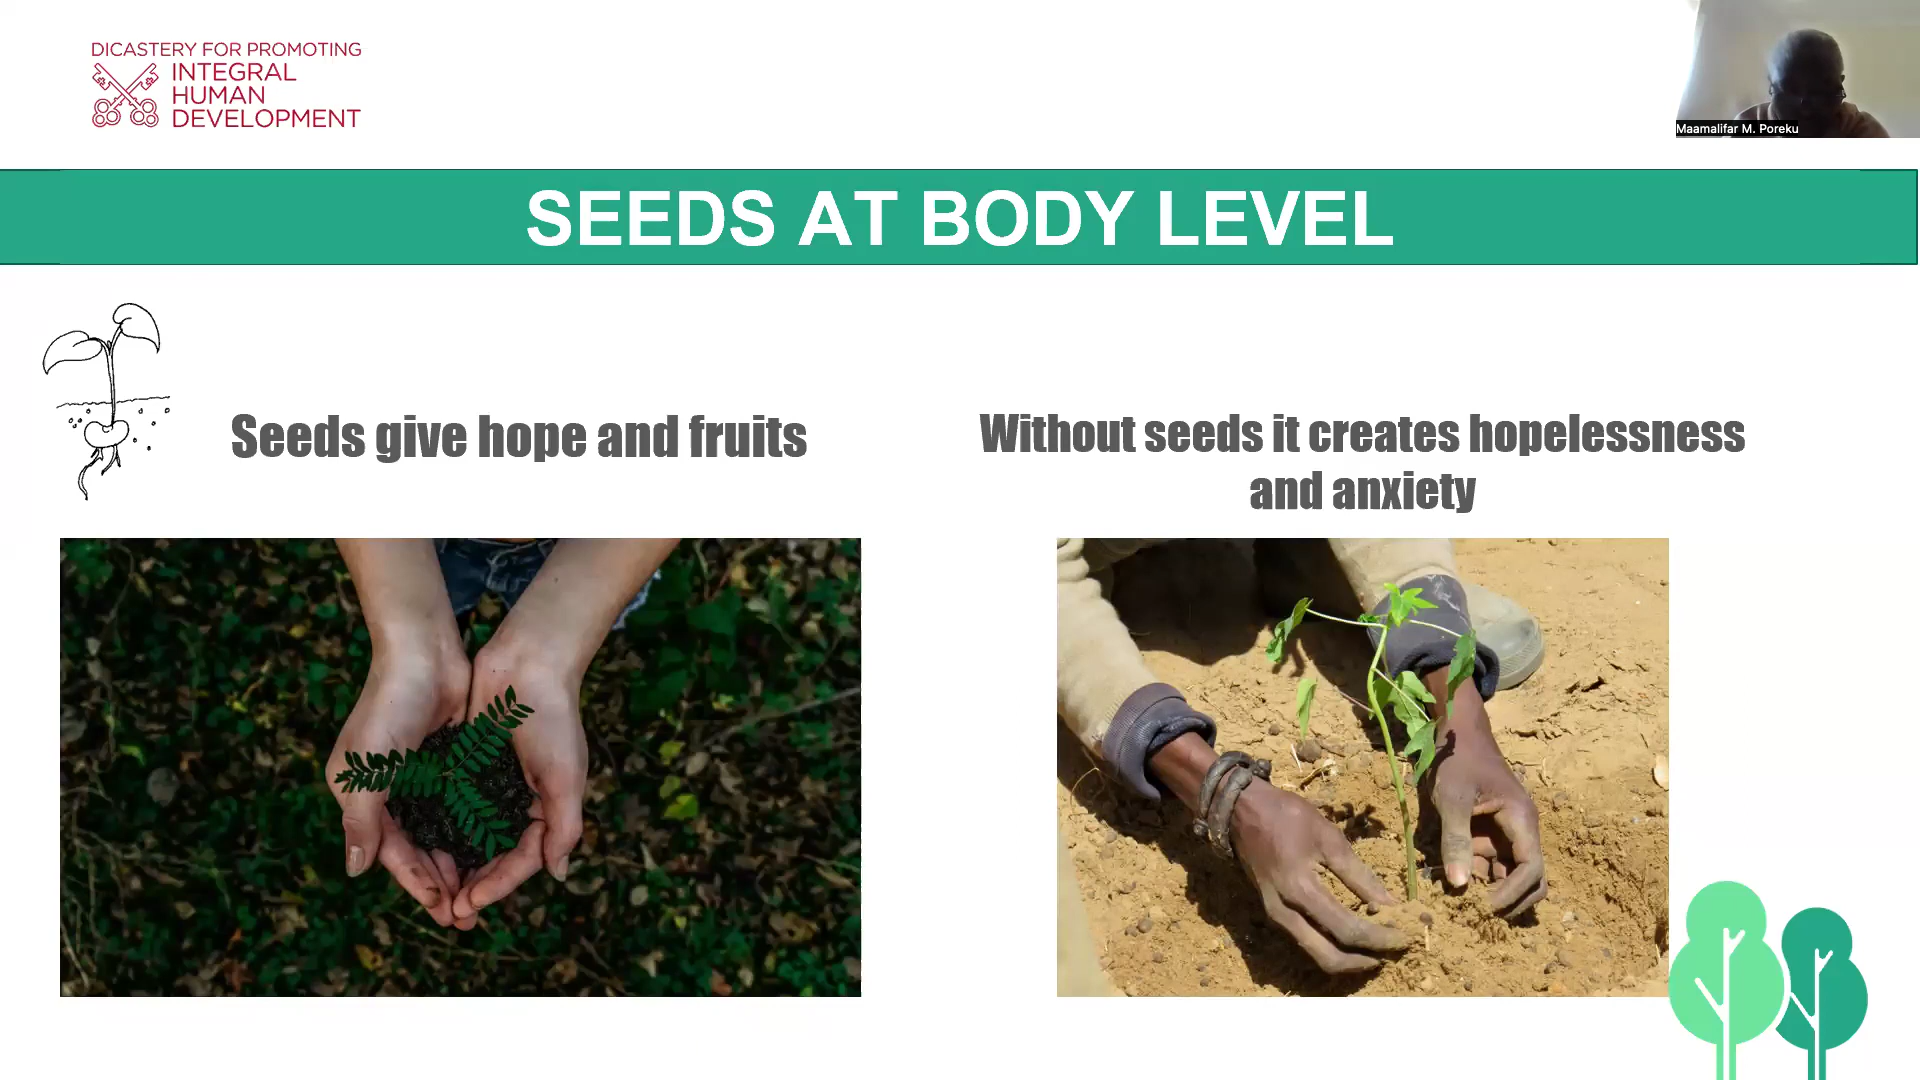 DICASTERY FOR PROMOTING
INTEGRAL
HUMAN
DEVELOPMENT
Maamalifar M. Poreku
SEEDS AT BODY LEVEL
Seeds give hope and fruits
Without seeds it creates hopelessness
and anxiety